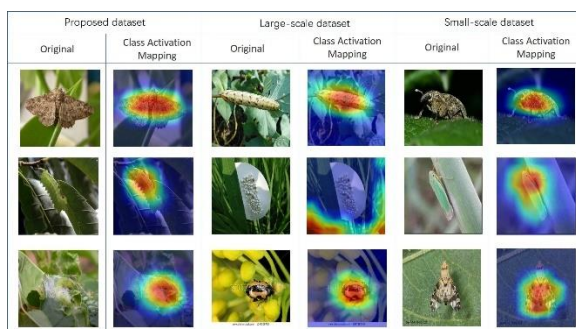 Proposed dataset
Large-scale dataset
Small-scale dataset
Original
Class Activation
Mapping
Original
Class Activation
Mapping
Original
Class Activation
Mapping